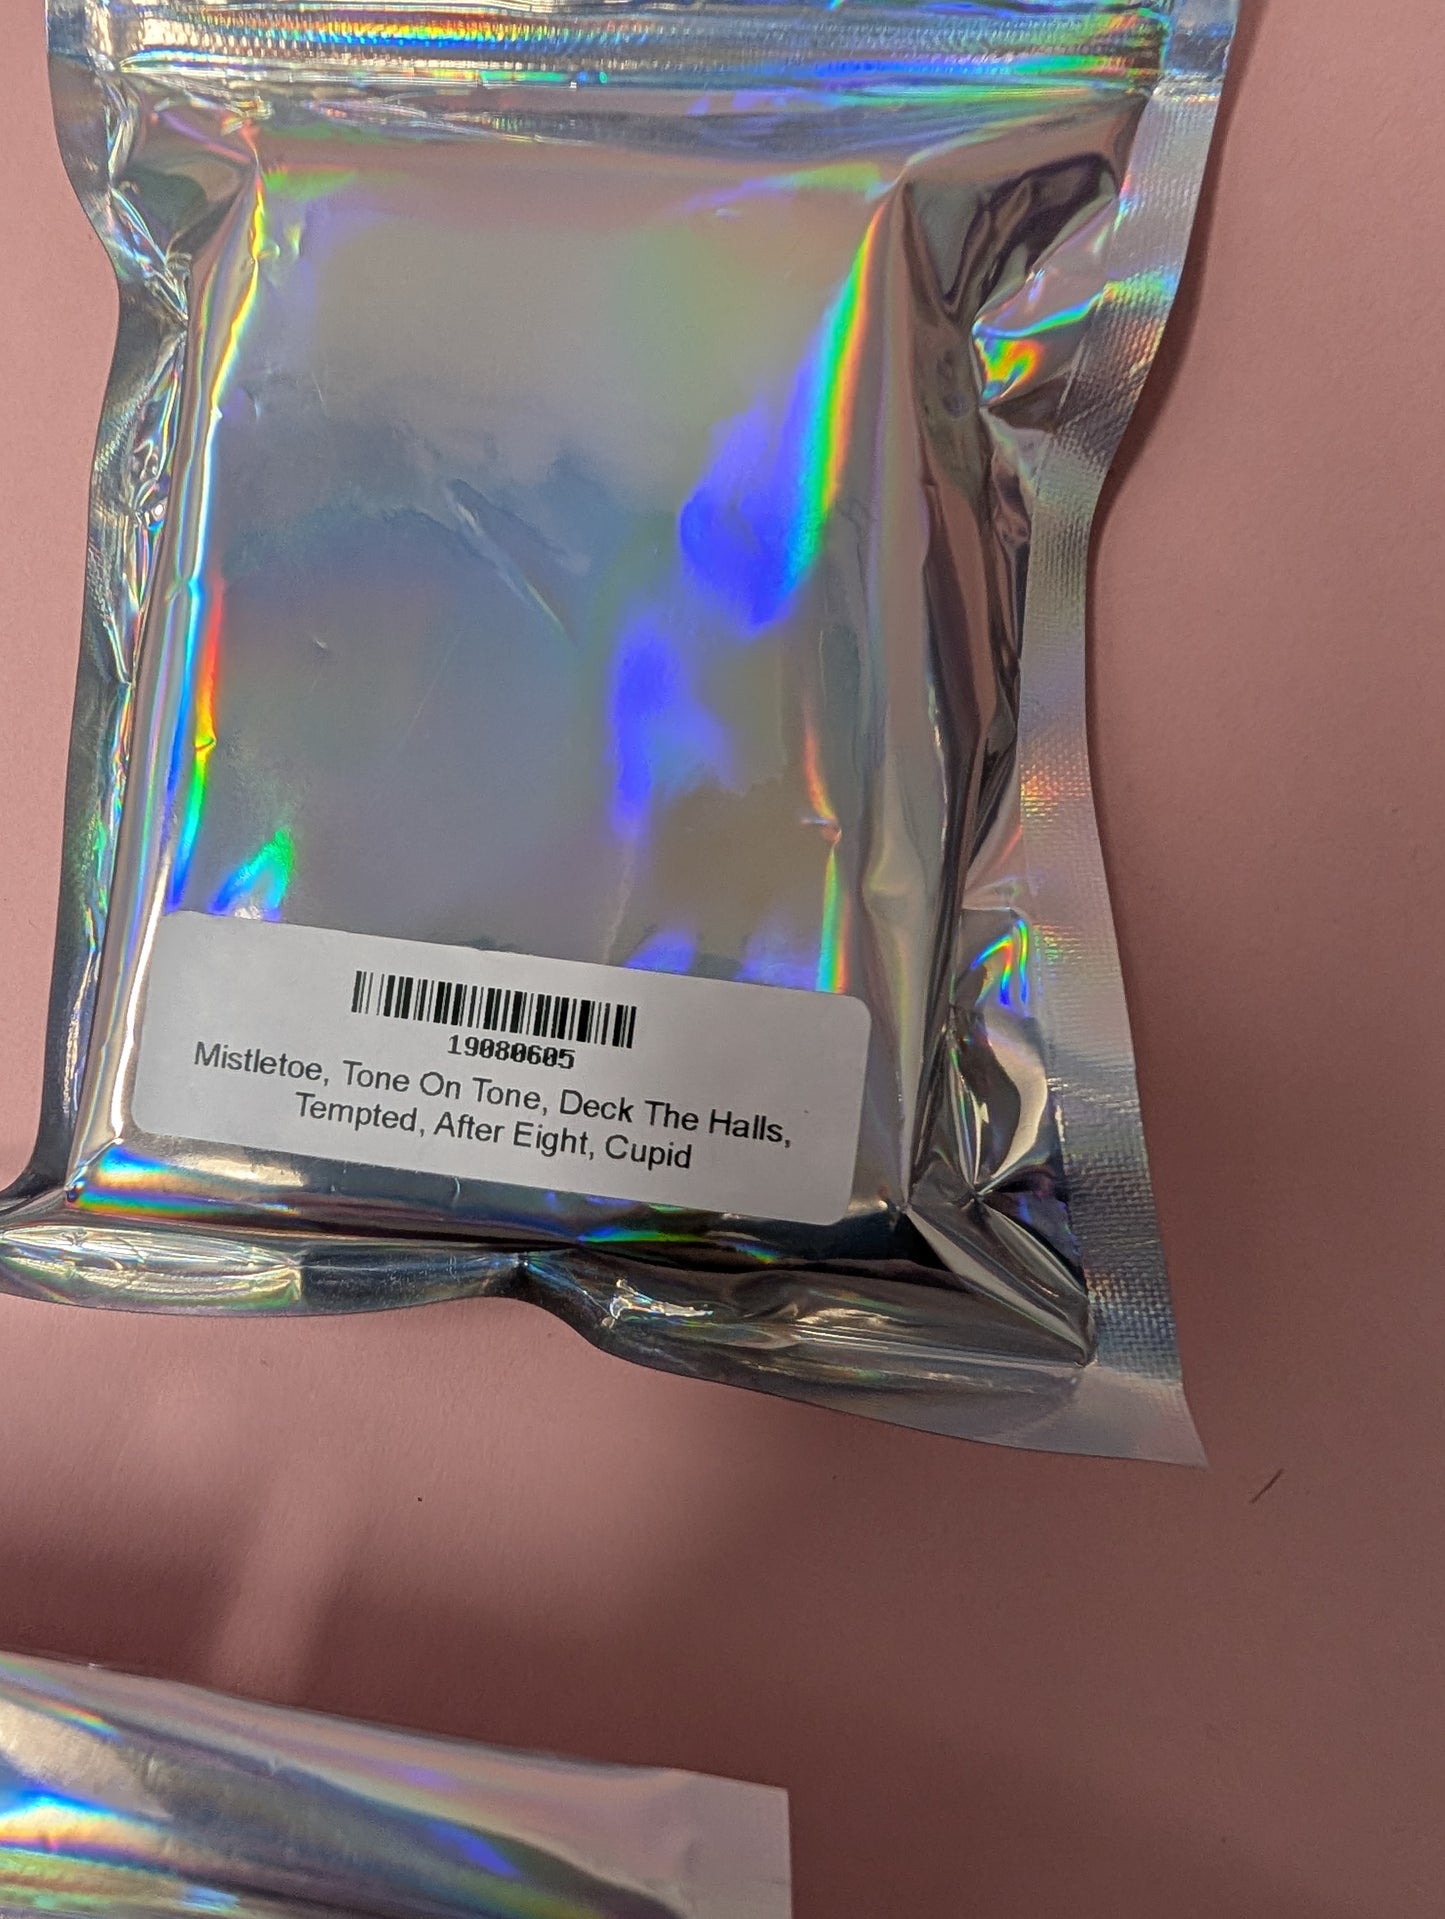 19080605
Mistletoe, Tone On Tone, Deck The Halls,
Tempted, After Eight, Cupid